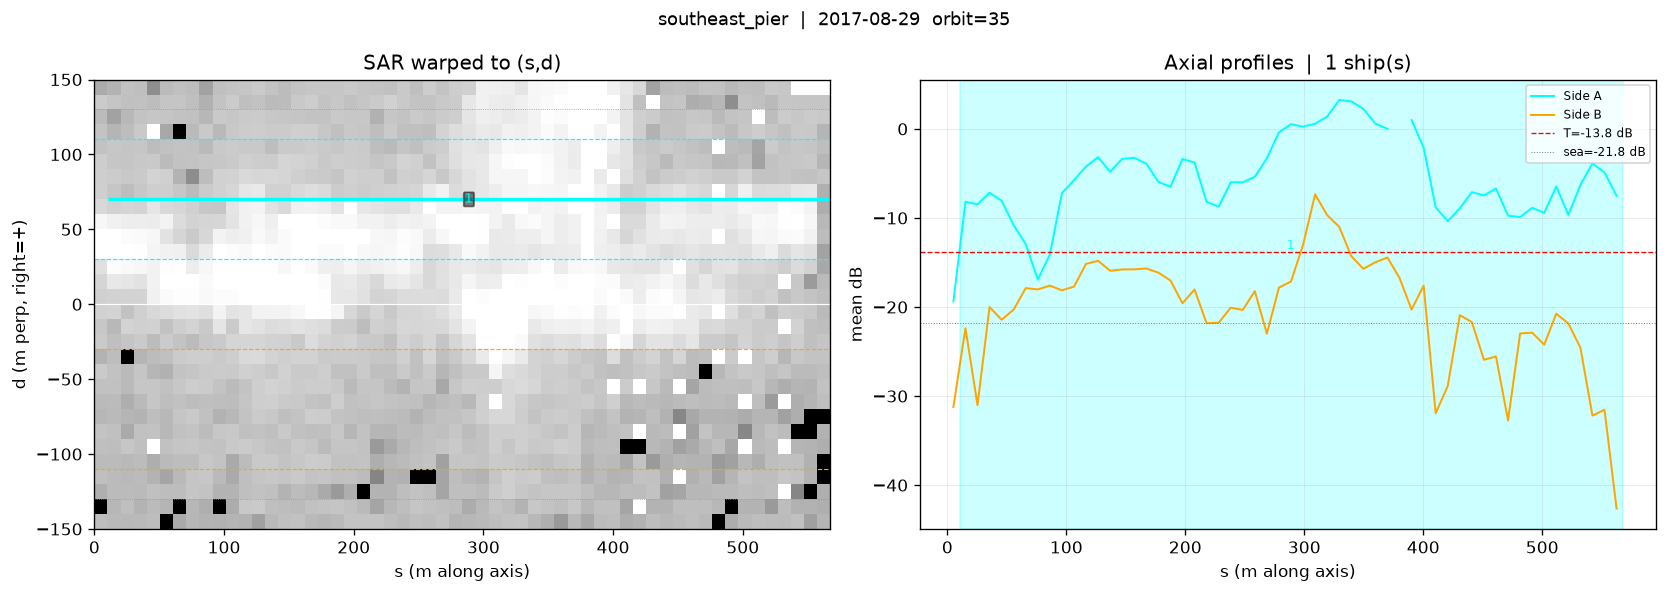 southeast_pier | 2017-08-29 orbit=35
SAR warped to (s,d)
150
100
50
0
−50
−100
−150
d (m perp, right=+)
0
100
200
300
400
500
s (m along axis)
1
Axial profiles | 1 ship(s)
0
−10
−20
−30
−40
mean dB
0
100
200
300
400
500
s (m along axis)
1
Side A
Side B
T=-13.8 dB
sea=-21.8 dB